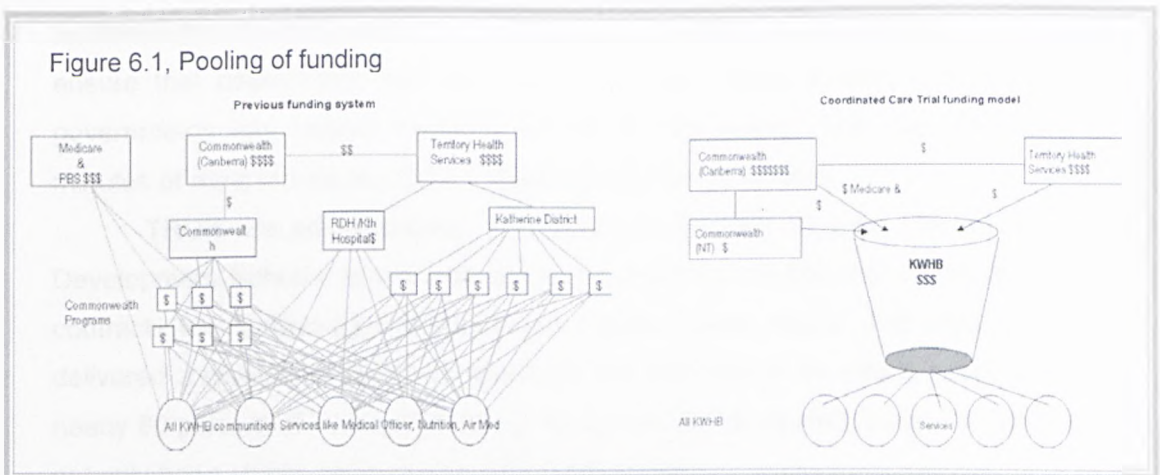 Figure 6.1, Pooling of funding
Previous funding system
Medicare
&
PBS $$$
Commonwealth
(Canberra) $$$$
$$
Territory Health
Services $$$$
$
Commonwealt
h
RDH /Kth
Hospital$
Katherine District
Commonwealth
Programs
$ $ $
$ $ $
$ $ $ $ $ $
All KWHB communities Services like Medical Officer, Nutrition, Air Med
Coordinated Care Trial funding model
Commonwealth
(Canberra) $$$$$$$
$
Territory Health
Services $$$$
$ Medicare &
$
$
Commonwealth
(NT) $
KWHB
$$$
All KWHB
Services